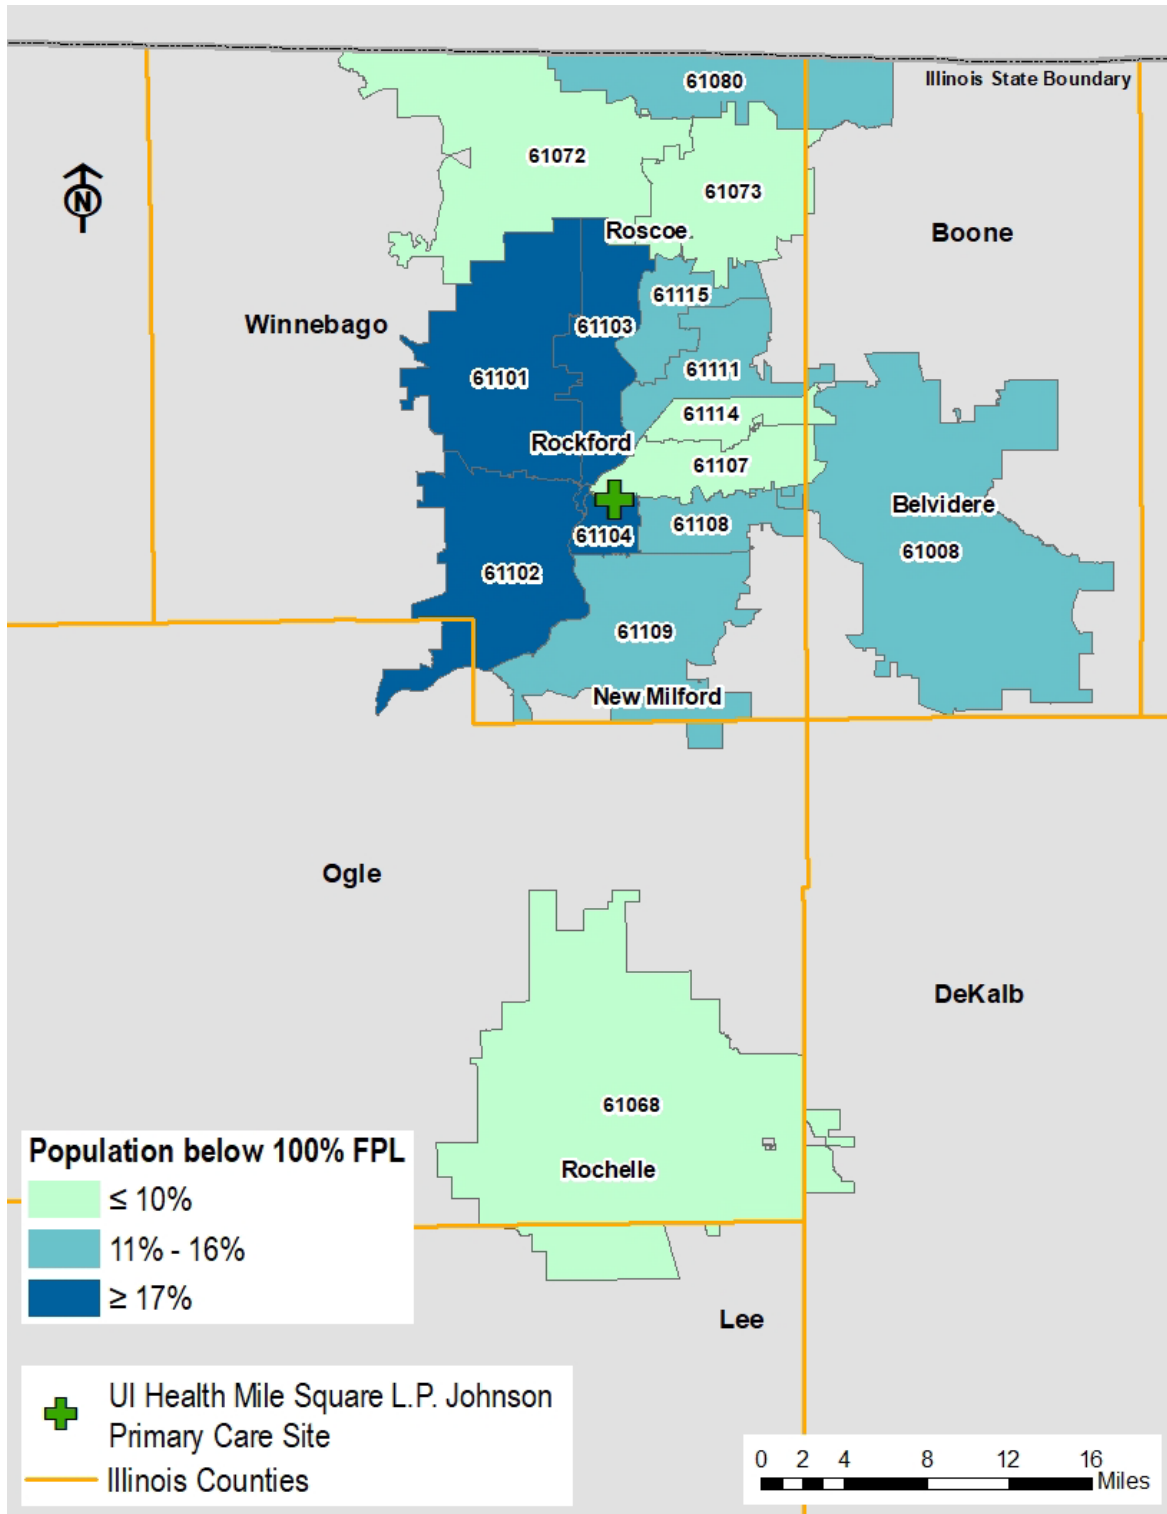 61080
Illinois State Boundary
61072
61073
N
Roscoe
Boone
61115
Winnebago
61103
61111
61101
61114
Rockford
61107
Belvidere
61108
61104
61008
61102
61109
New Milford
Ogle
DeKalb
61068
Rochelle
Population below 100% FPL
≤ 10%
11% - 16%
≥ 17%
Lee
UI Health Mile Square L.P. Johnson
Primary Care Site
Illinois Counties
0 2 4 8 12 16
Miles